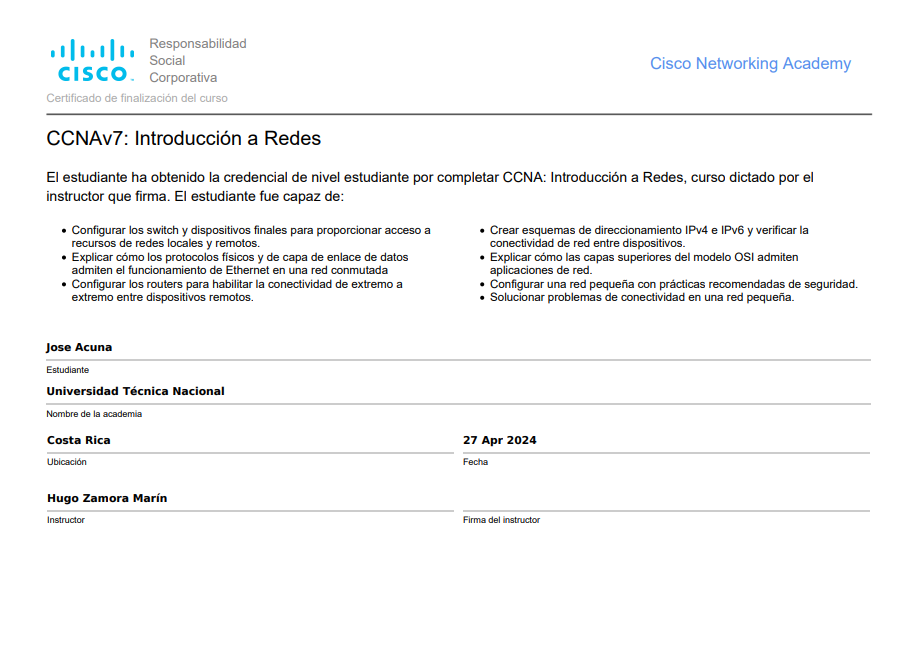 Responsabilidad
Social
Corporativa
CISCO
Cisco Networking Academy
Certificado de finalización del curso
CCNAv7: Introducción a Redes
El estudiante ha obtenido la credencial de nivel estudiante por completar CCNA: Introducción a Redes, curso dictado por el
instructor que firma. El estudiante fue capaz de:
• Configurar los switch y dispositivos finales para proporcionar acceso a
recursos de redes locales y remotos.
• Explicar cómo los protocolos físicos y de capa de enlace de datos
admiten el funcionamiento de Ethernet en una red conmutada
• Configurar los routers para habilitar la conectividad de extremo a
extremo entre dispositivos remotos.
• Crear esquemas de direccionamiento IPv4 e IPv6 y verificar la
conectividad de red entre dispositivos.
• Explicar cómo las capas superiores del modelo OSI admiten
aplicaciones de red.
• Configurar una red pequeña con prácticas recomendadas de seguridad.
• Solucionar problemas de conectividad en una red pequeña.
Jose Acuna
Estudiante
Universidad Técnica Nacional
Nombre de la academia
Costa Rica
Ubicación
27 Apr 2024
Fecha
Hugo Zamora Marín
Instructor
Firma del instructor